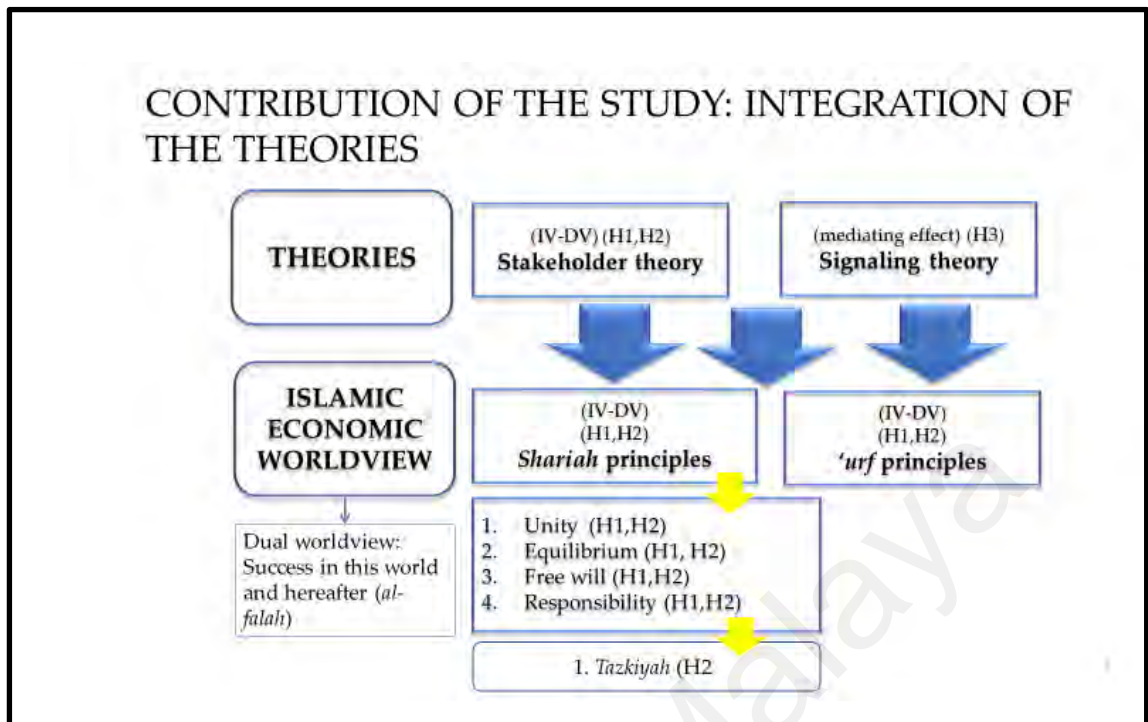 CONTRIBUTION OF THE STUDY: INTEGRATION OF
THE THEORIES
THEORIES
(IV-DV) (H1,H2)
Stakeholder theory
(mediating effect) (H3)
Signaling theory
ISLAMIC
ECONOMIC
WORLDVIEW
(IV-DV)
(H1,H2)
Shariah principles
(IV-DV)
(H1,H2)
'urf principles
Dual worldview:
Success in this world
and hereafter (al-
falah)
1. Unity (H1,H2)
2. Equilibrium (H1, H2)
3. Free will (H1,H2)
4. Responsibility (H1,H2)
1. Tazkiyah (H2
Malaya